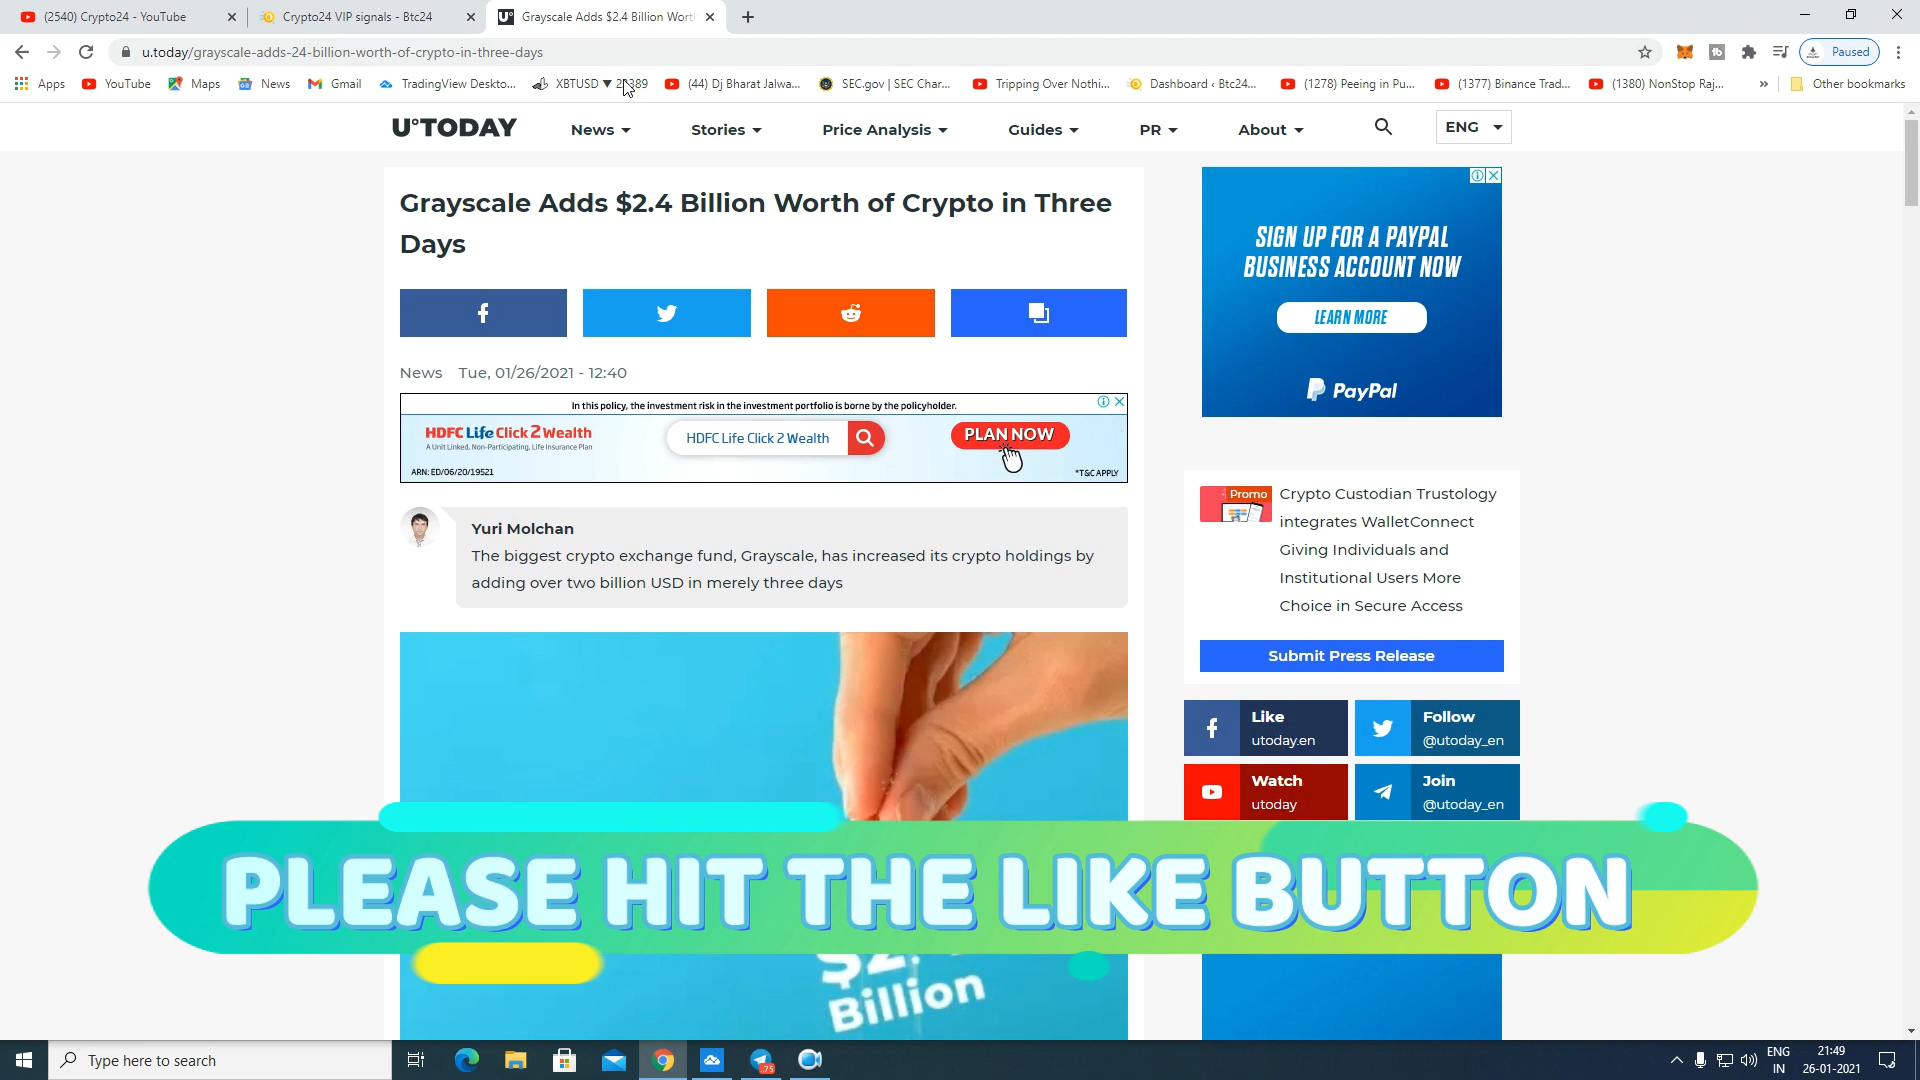 (2540) Crypto24 - YouTube
Crypto24 VIP signals - Btc24
Grayscale Adds $2.4 Billion Wort
u.today/grayscale-adds-24-billion-worth-of-crypto-in-three-days
Paused
Apps
YouTube
Maps
News
Gmail
TradingView Deskto...
XBTUSD ▼
(44) Dj Bharat Jalwa...
SEC.gov | SEC Char...
Tripping Over Nothi...
Dashboard ‹ Btc24...
(1278) Peeing in Pu...
(1377) Binance Trad...
(1380) NonStop Raj...
»
Other bookmarks
U°TODAY
News
Stories
Price Analysis
Guides
PR
About
ENG
Grayscale Adds $2.4 Billion Worth of Crypto in Three
Days
News Tue, 01/26/2021 - 12:40
In this policy, the investment risk in the investment portfolio is borne by the policyholder.
HDFC Life Click 2 Wealth
A Unit Linked, Non-Participating, Life Insurance Plan
ARN: ED/06/20/19521
HDFC Life Click 2 Wealth
PLAN NOW
*T&C APPLY
Yuri Molchan
The biggest crypto exchange fund, Grayscale, has increased its crypto holdings by
adding over two billion USD in merely three days
Billion
SIGN UP FOR A PAYPAL
BUSINESS ACCOUNT NOW
LEARN MORE
PayPal
Promo
Crypto Custodian Trustology
integrates WalletConnect
Giving Individuals and
Institutional Users More
Choice in Secure Access
Submit Press Release
Like
utoday.en
Follow
@utoday_en
Watch
utoday
Join
@utoday_en
PLEASE HIT THE LIKE BUTTON
Type here to search
.75
ENG
IN
21:49
26-01-2021